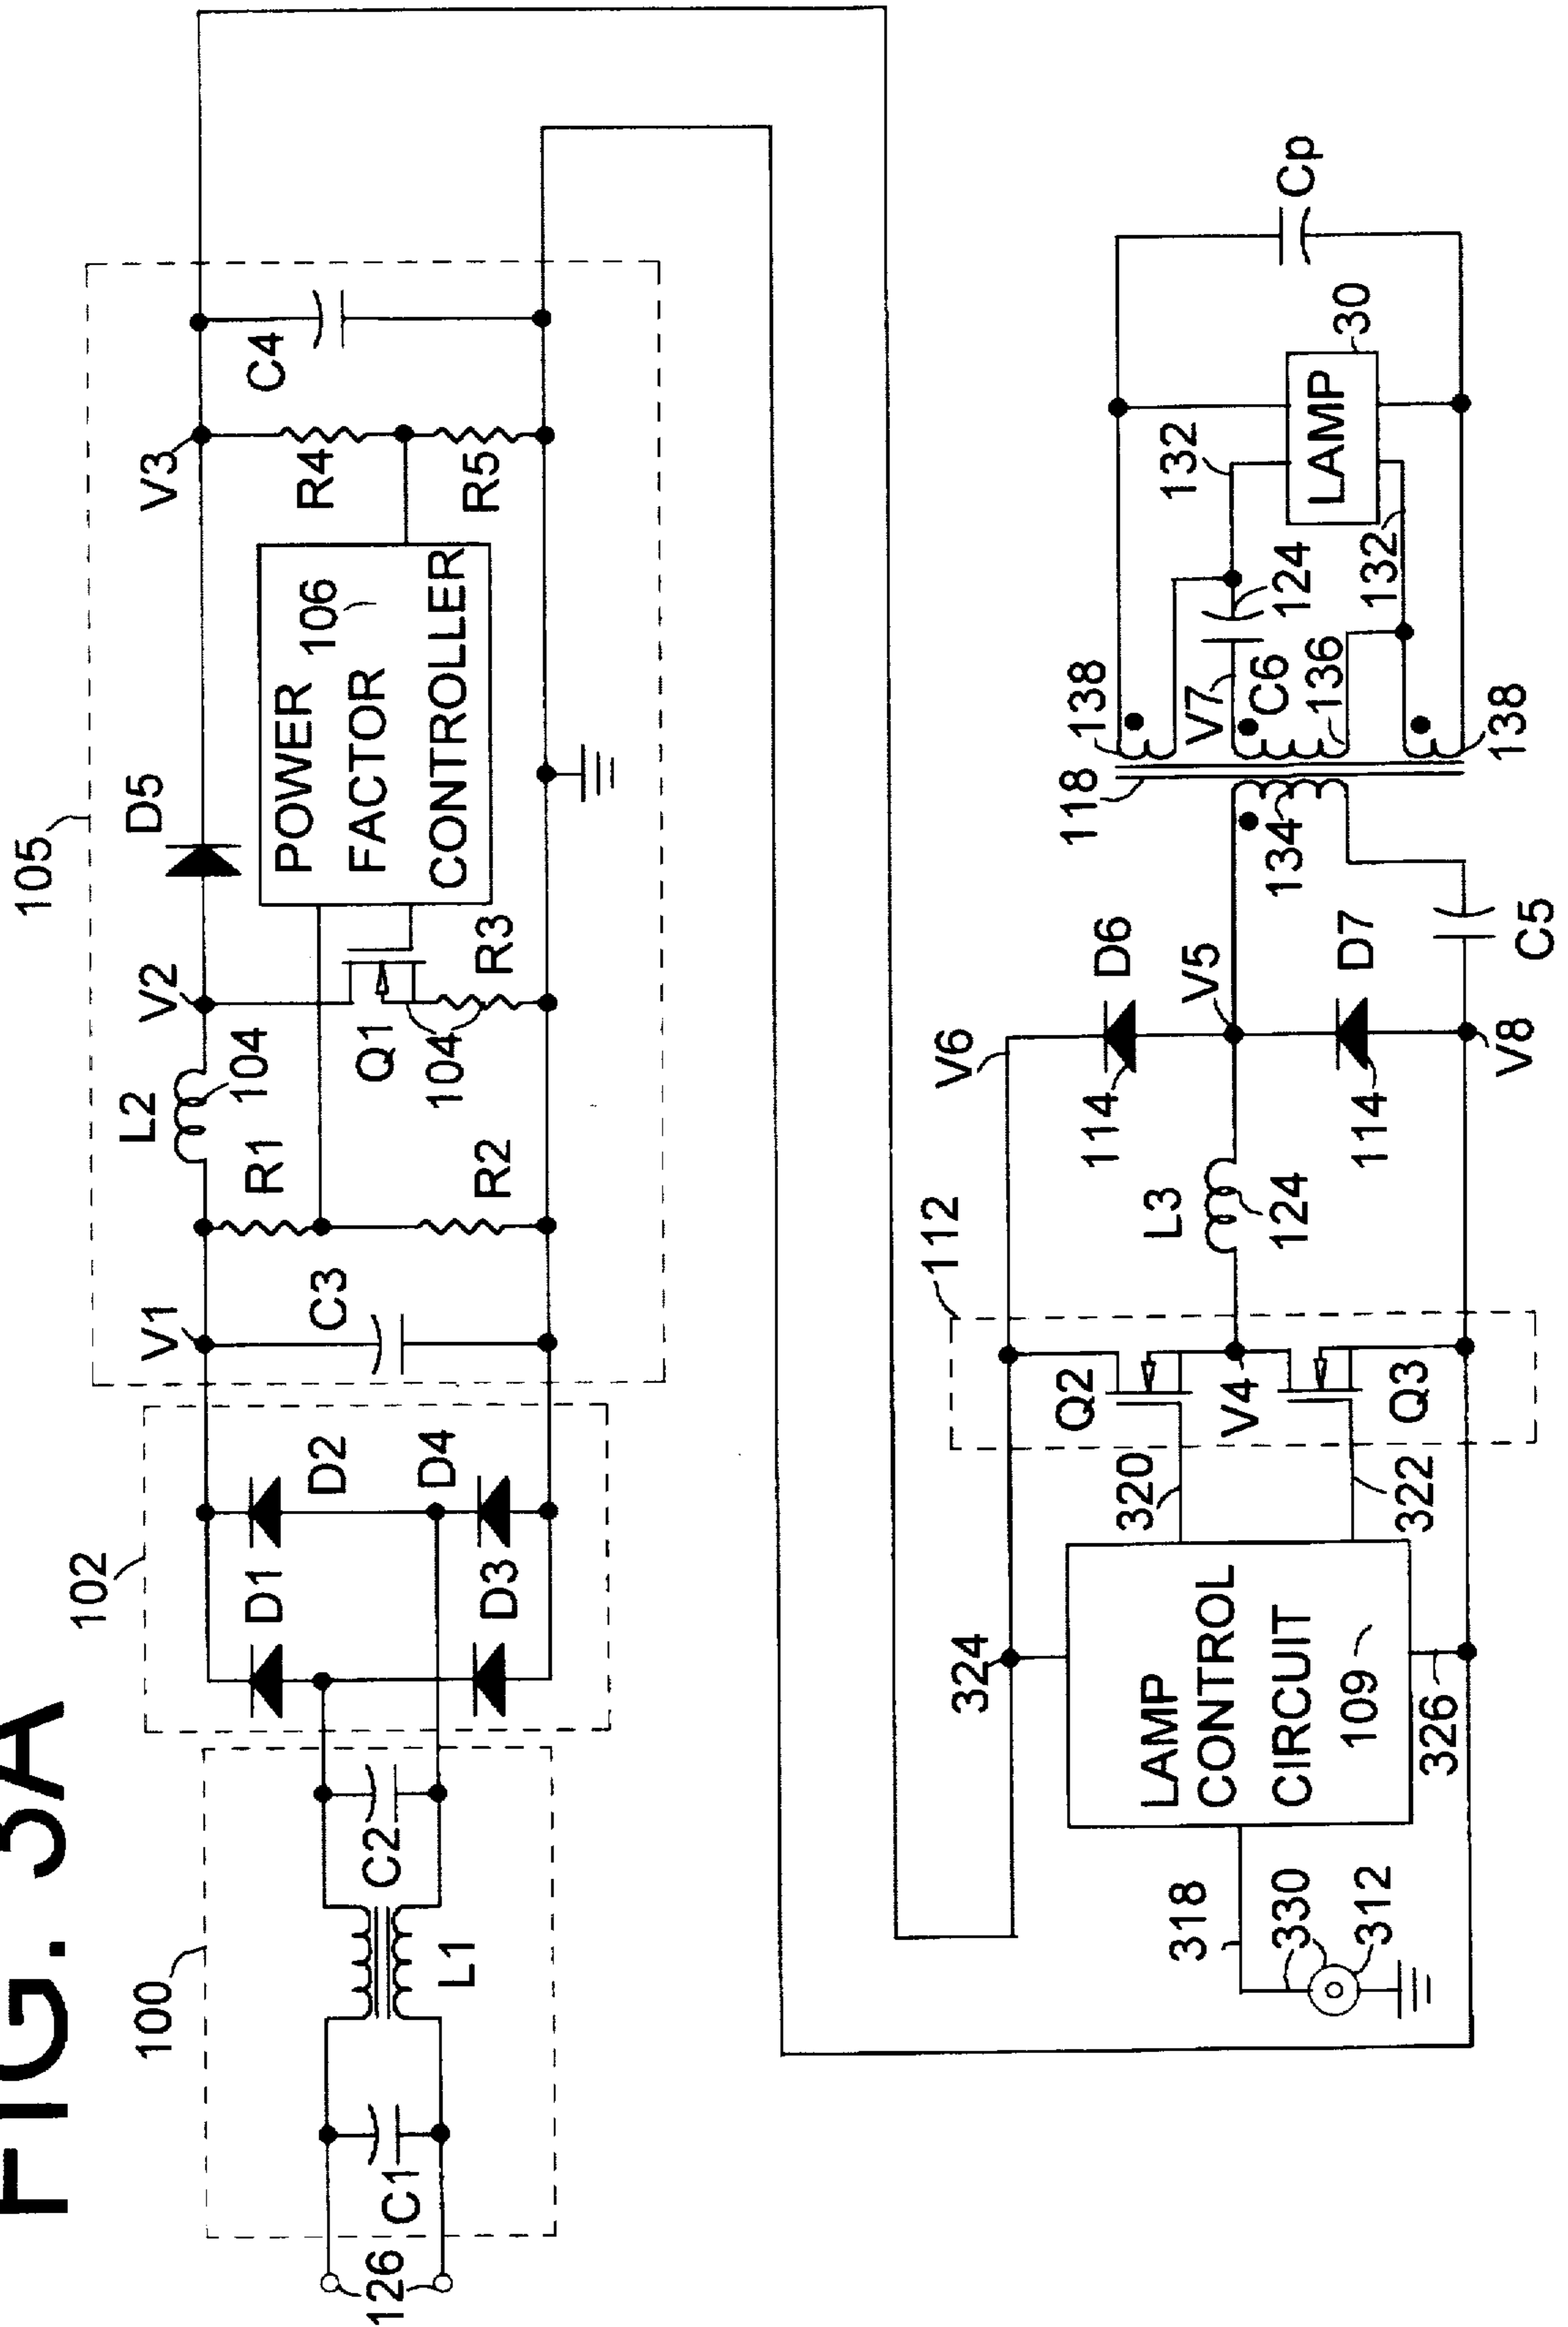 FIG. 3A
100
126
C1
L1
C2
102
D1
D2
D3
D4
105
V1
C3
L2
104
R1
R2
V2
Q1
104
R3
D5
POWER
FACTOR
CONTROLLER
106
V3
R4
R5
C4
318
330
312
324
LAMP
CONTROL
CIRCUIT
109
326
320
322
112
Q2
V4
Q3
L3
124
V6
114
D6
V5
114
D7
V8
C5
118
134
138
V7
C6
124
136
138
132
132
LAMP
30
Cp